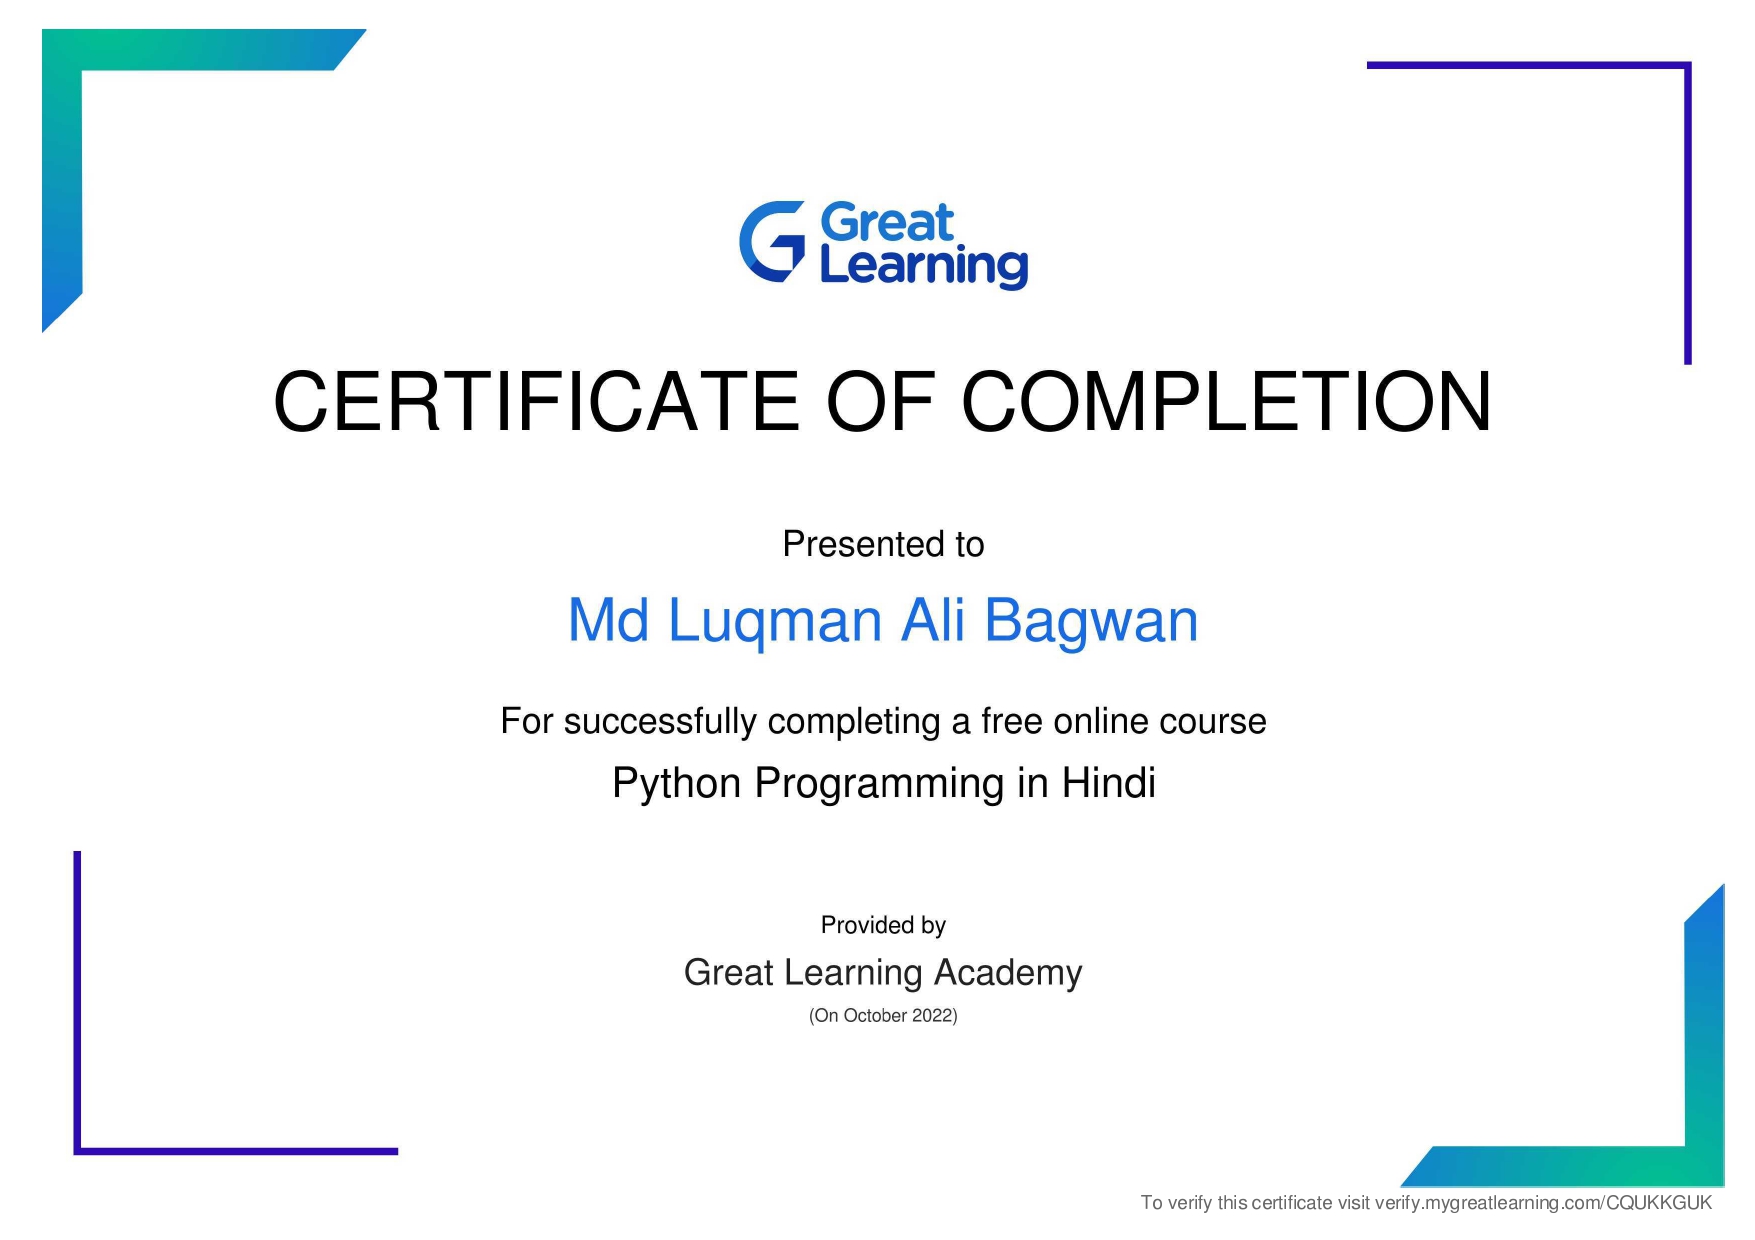 Great
Learning
CERTIFICATE OF COMPLETION
Presented to
Md Luqman Ali Bagwan
For successfully completing a free online course
Python Programming in Hindi
Provided by
Great Learning Academy
(On October 2022)
To verify this certificate visit verify.mygreatlearning.com/CQUKKGUK